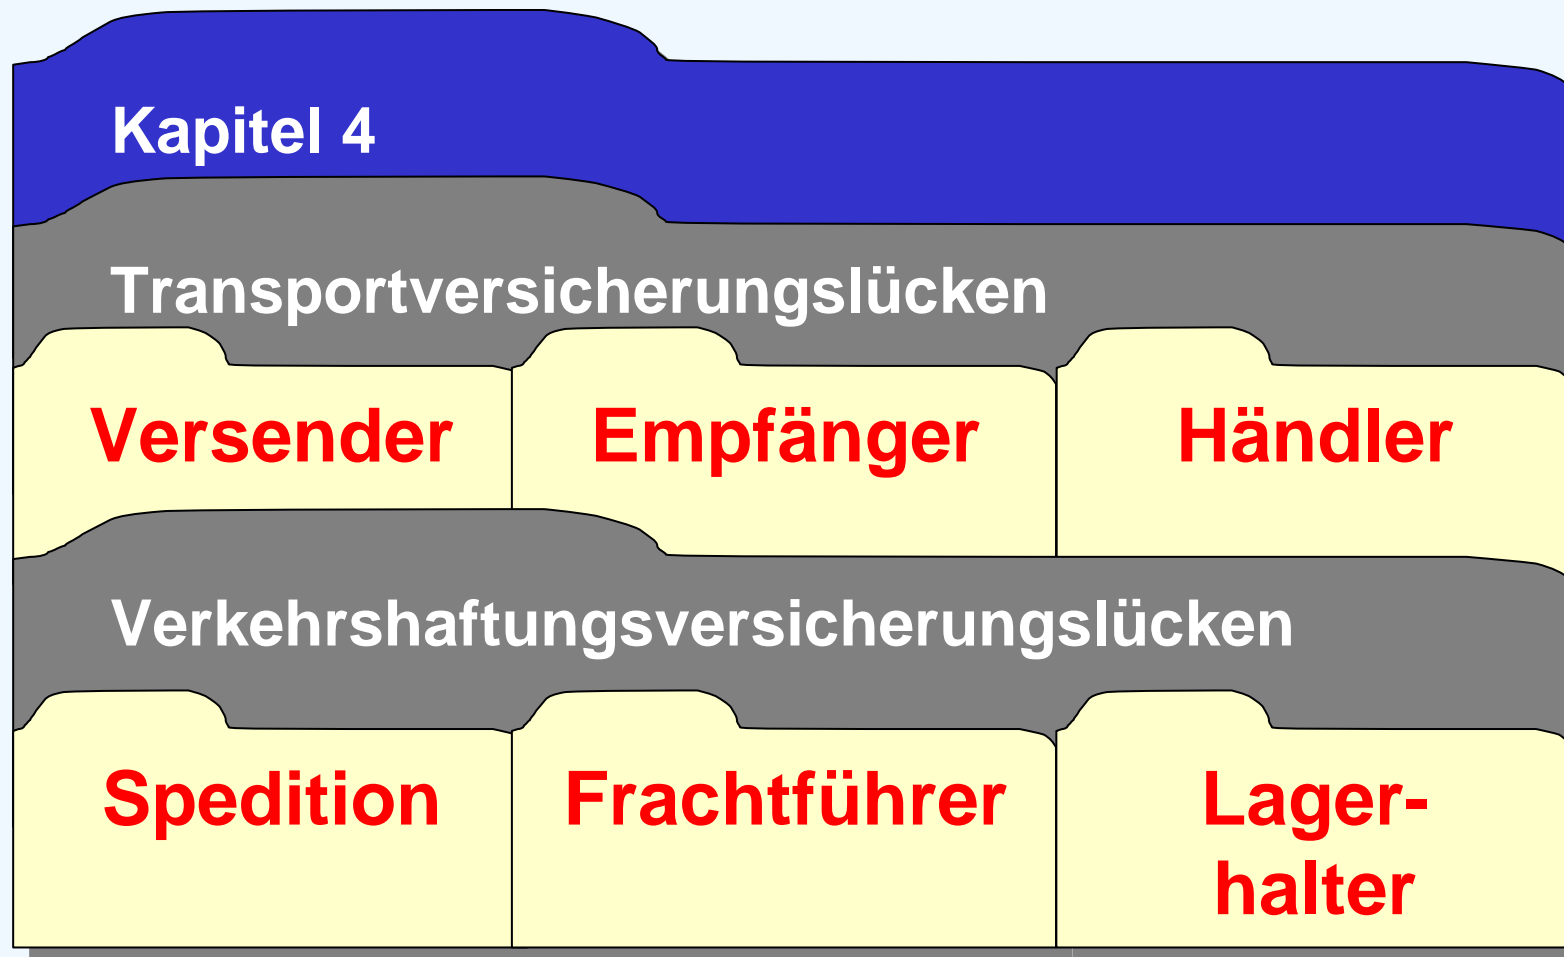 Kapitel 4
Transportversicherungslücken
Versender
Empfänger
Händler
Verkehrshaftungsversicherungslücken
Spedition
Frachtführer
Lager-
halter